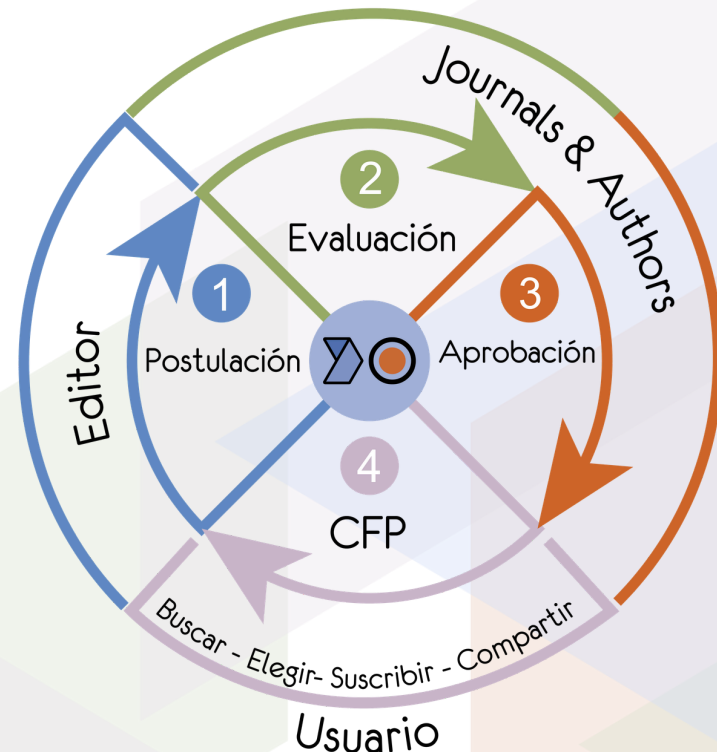 Journals & Authors
2
Evaluación
1
Postulación
3
Aprobación
Editor
4
CFP
Buscar - Elegir- Suscribir - Compartir
Usuario